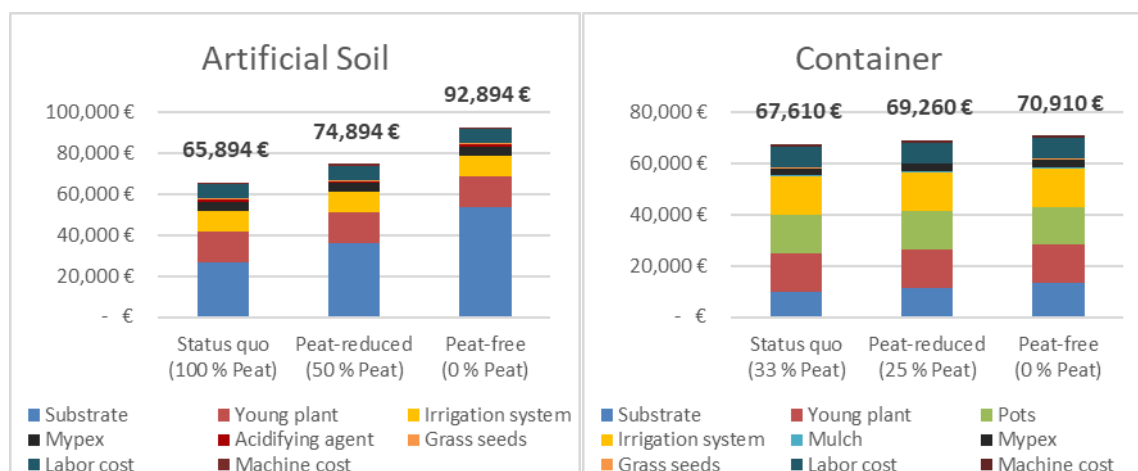 Artificial Soil
100,000 €
80,000 €
60,000 €
40,000 €
20,000 €
- €
65,894 €
74,894 €
92,894 €
Status quo
(100 % Peat)
Peat-reduced
(50 % Peat)
Peat-free
(0 % Peat)
Substrate
Young plant
Irrigation system
Mypex
Acidifying agent
Grass seeds
Labor cost
Machine cost
Container
80,000 €
60,000 €
40,000 €
20,000 €
- €
67,610 €
69,260 €
70,910 €
Status quo
(33 % Peat)
Peat-reduced
(25 % Peat)
Peat-free
(0 % Peat)
Substrate
Young plant
Pots
Irrigation system
Mulch
Mypex
Grass seeds
Labor cost
Machine cost